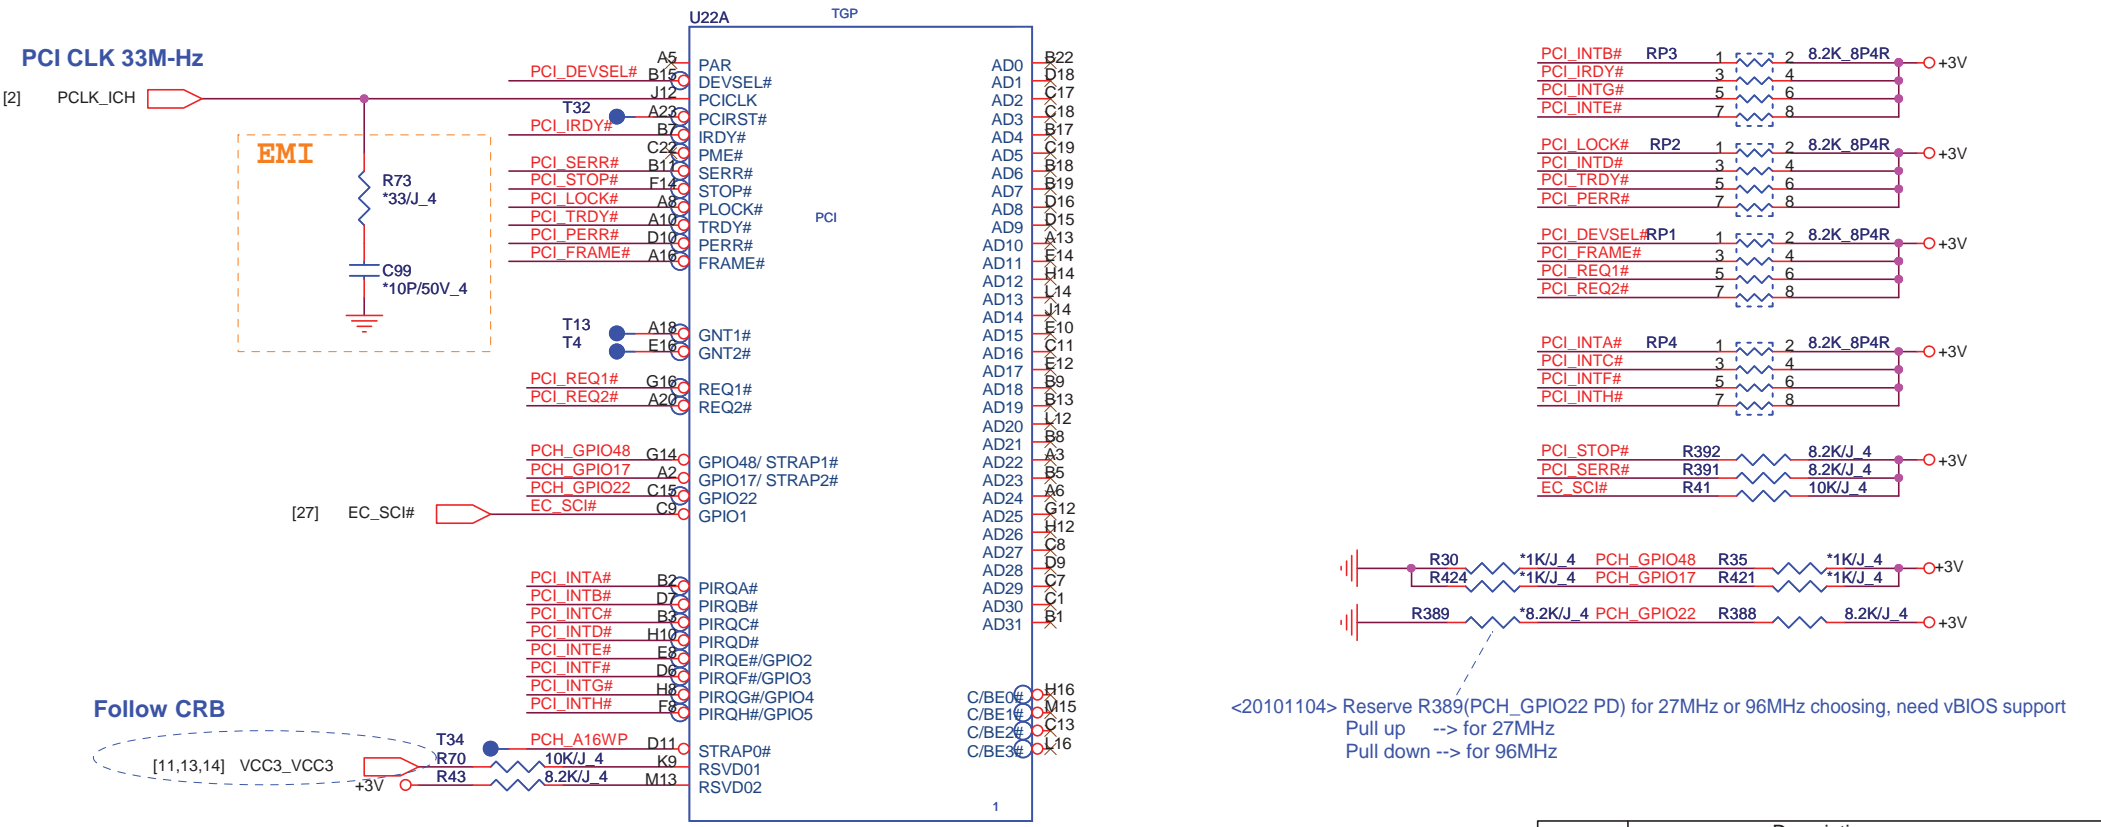 U22A
TGP
PCI CLK 33M-Hz
[2] PCLK_ICH
EMI
R73
*33/J_4
C99
*10P/50V_4
A5 PAR
PCI_DEVSEL# B15 DEVSEL#
J12 PCICLK
T32 A23 PCIRST#
PCI_IRDY# B7 IRDY#
C22 PME#
PCI_SERR# B11 SERR#
PCI_STOP# F14 STOP#
PCI_LOCK# A8 PLOCK#
PCI_TRDY# A10 TRDY#
PCI_PERR# D10 PERR#
PCI_FRAME# A16 FRAME#
PCI
T13 A18 GNT1#
T4 E16 GNT2#
PCI_REQ1# G16 REQ1#
PCI_REQ2# A20 REQ2#
PCH_GPIO48 G14 GPIO48/ STRAP1#
PCH_GPIO17 A2 GPIO17/ STRAP2#
PCH_GPIO22 C15 GPIO22
[27] EC_SCI# EC_SCI# C9 GPIO1
PCI_INTA# B2 PIRQA#
PCI_INTB# D7 PIRQB#
PCI_INTC# B3 PIRQC#
PCI_INTD# H10 PIRQD#
PCI_INTE# E8 PIRQE#/GPIO2
PCI_INTF# D6 PIRQF#/GPIO3
PCI_INTG# H8 PIRQG#/GPIO4
PCI_INTH# F8 PIRQH#/GPIO5
Follow CRB
T34 PCH_A16WP D11 STRAP0#
[11,13,14] VCC3_VCC3 R70 10K/J_4 K9 RSVD01
+3V R43 8.2K/J_4 M13 RSVD02
AD0 B22
AD1 D18
AD2 C17
AD3 C18
AD4 B17
AD5 C19
AD6 B18
AD7 B19
AD8 D16
AD9 D15
AD10 A13
AD11 E14
AD12 H14
AD13 L14
AD14 J14
AD15 E10
AD16 C11
AD17 E12
AD18 B9
AD19 B13
AD20 L12
AD21 B8
AD22 A3
AD23 B5
AD24 A6
AD25 G12
AD26 H12
AD27 C8
AD28 D9
AD29 C7
AD30 C1
AD31 B1
C/BE0# H16
C/BE1# M15
C/BE2# C13
C/BE3# L16
1
PCI_INTB# RP3 1 2 8.2K_8P4R +3V
PCI_IRDY# 3 4
PCI_INTG# 5 6
PCI_INTE# 7 8
PCI_LOCK# RP2 1 2 8.2K_8P4R +3V
PCI_INTD# 3 4
PCI_TRDY# 5 6
PCI_PERR# 7 8
PCI_DEVSEL# RP1 1 2 8.2K_8P4R +3V
PCI_FRAME# 3 4
PCI_REQ1# 5 6
PCI_REQ2# 7 8
PCI_INTA# RP4 1 2 8.2K_8P4R +3V
PCI_INTC# 3 4
PCI_INTF# 5 6
PCI_INTH# 7 8
PCI_STOP# R392 8.2K/J_4 +3V
PCI_SERR# R391 8.2K/J_4
EC_SCI# R41 10K/J_4
R30 *1K/J_4 PCH_GPIO48 R35 *1K/J_4 +3V
R424 *1K/J_4 PCH_GPIO17 R421 *1K/J_4
R389 *8.2K/J_4 PCH_GPIO22 R388 8.2K/J_4 +3V
<20101104> Reserve R389(PCH_GPIO22 PD) for 27MHz or 96MHz choosing, need vBIOS support
Pull up --> for 27MHz
Pull down --> for 96MHz